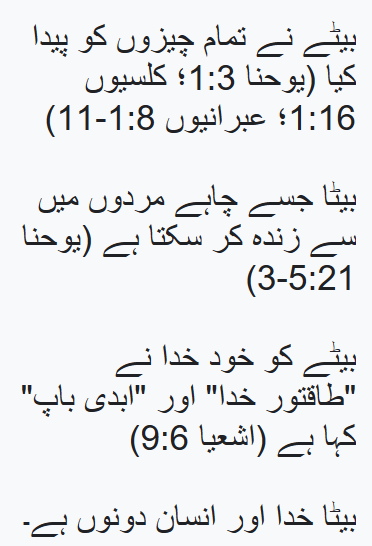 بیٹے نے تمام چیزوں کو پیدا
کیا (یوحنا 1:3؛ کلسیوں
1:16؛ عبرانیوں 1:8-11)
بیٹا جسے چاہے مردوں میں
سے زندہ کر سکتا ہے (یوحنا
5:21-3)
بیٹے کو خود خدا نے
"طاقتور خدا" اور "ابدی باپ"
کہا ہے (اشعیا 9:6)
بیٹا خدا اور انسان دونوں ہے۔